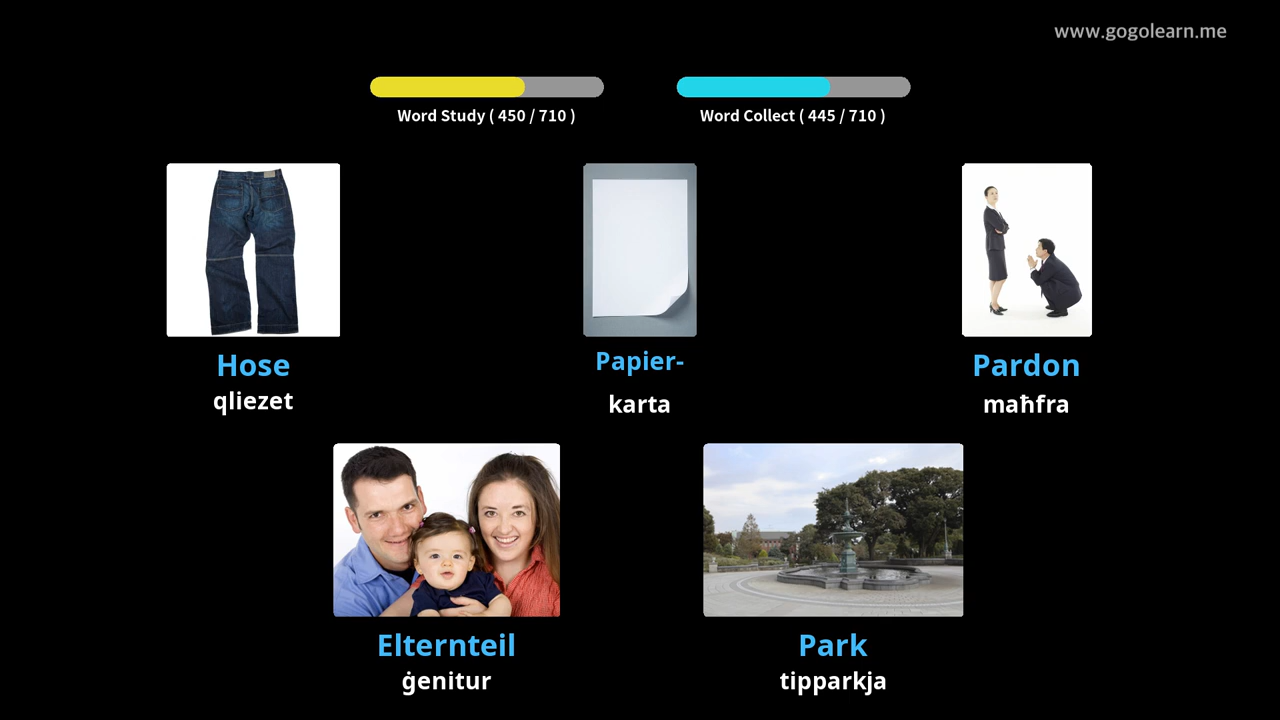 www.gogolearn.me
Word Study ( 450 / 710 )
Word Collect ( 445 / 710 )
Hose
qliezet
Papier-
karta
Pardon
maħfra
Elternteil
ġenitur
Park
tipparkja